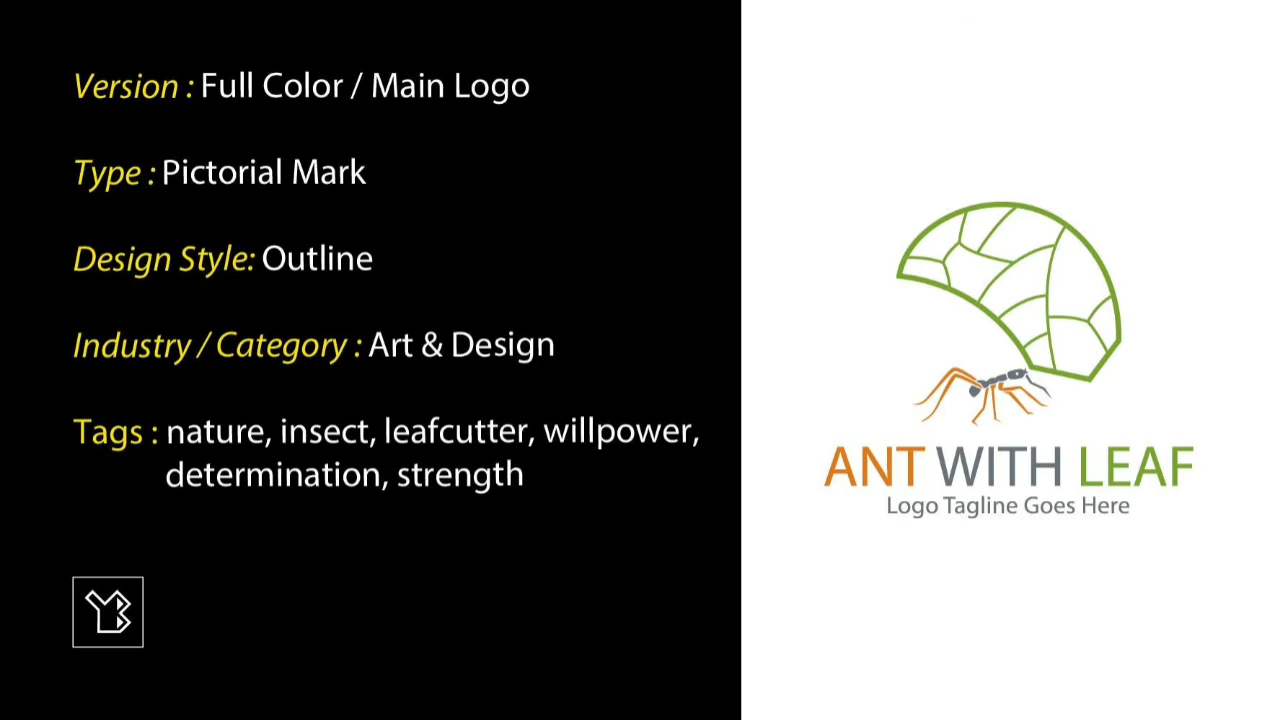 Version : Full Color / Main Logo
Type : Pictorial Mark
Design Style: Outline
Industry / Category : Art & Design
Tags : nature, insect, leafcutter, willpower,
determination, strength
ANT WITH LEAF
Logo Tagline Goes Here